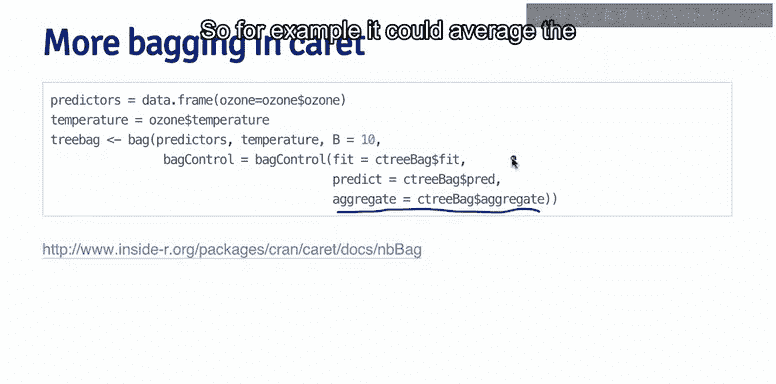 So for example it could average the
More bagging in caret
predictors = data.frame(ozone=ozone$ozone)
temperature = ozone$temperature
treebag <- bag(predictors, temperature, B = 10,
bagControl = bagControl(fit = ctreeBag$fit,
predict = ctreeBag$pred,
aggregate = ctreeBag$aggregate))
http://www.inside-r.org/packages/cran/caret/docs/nbBag